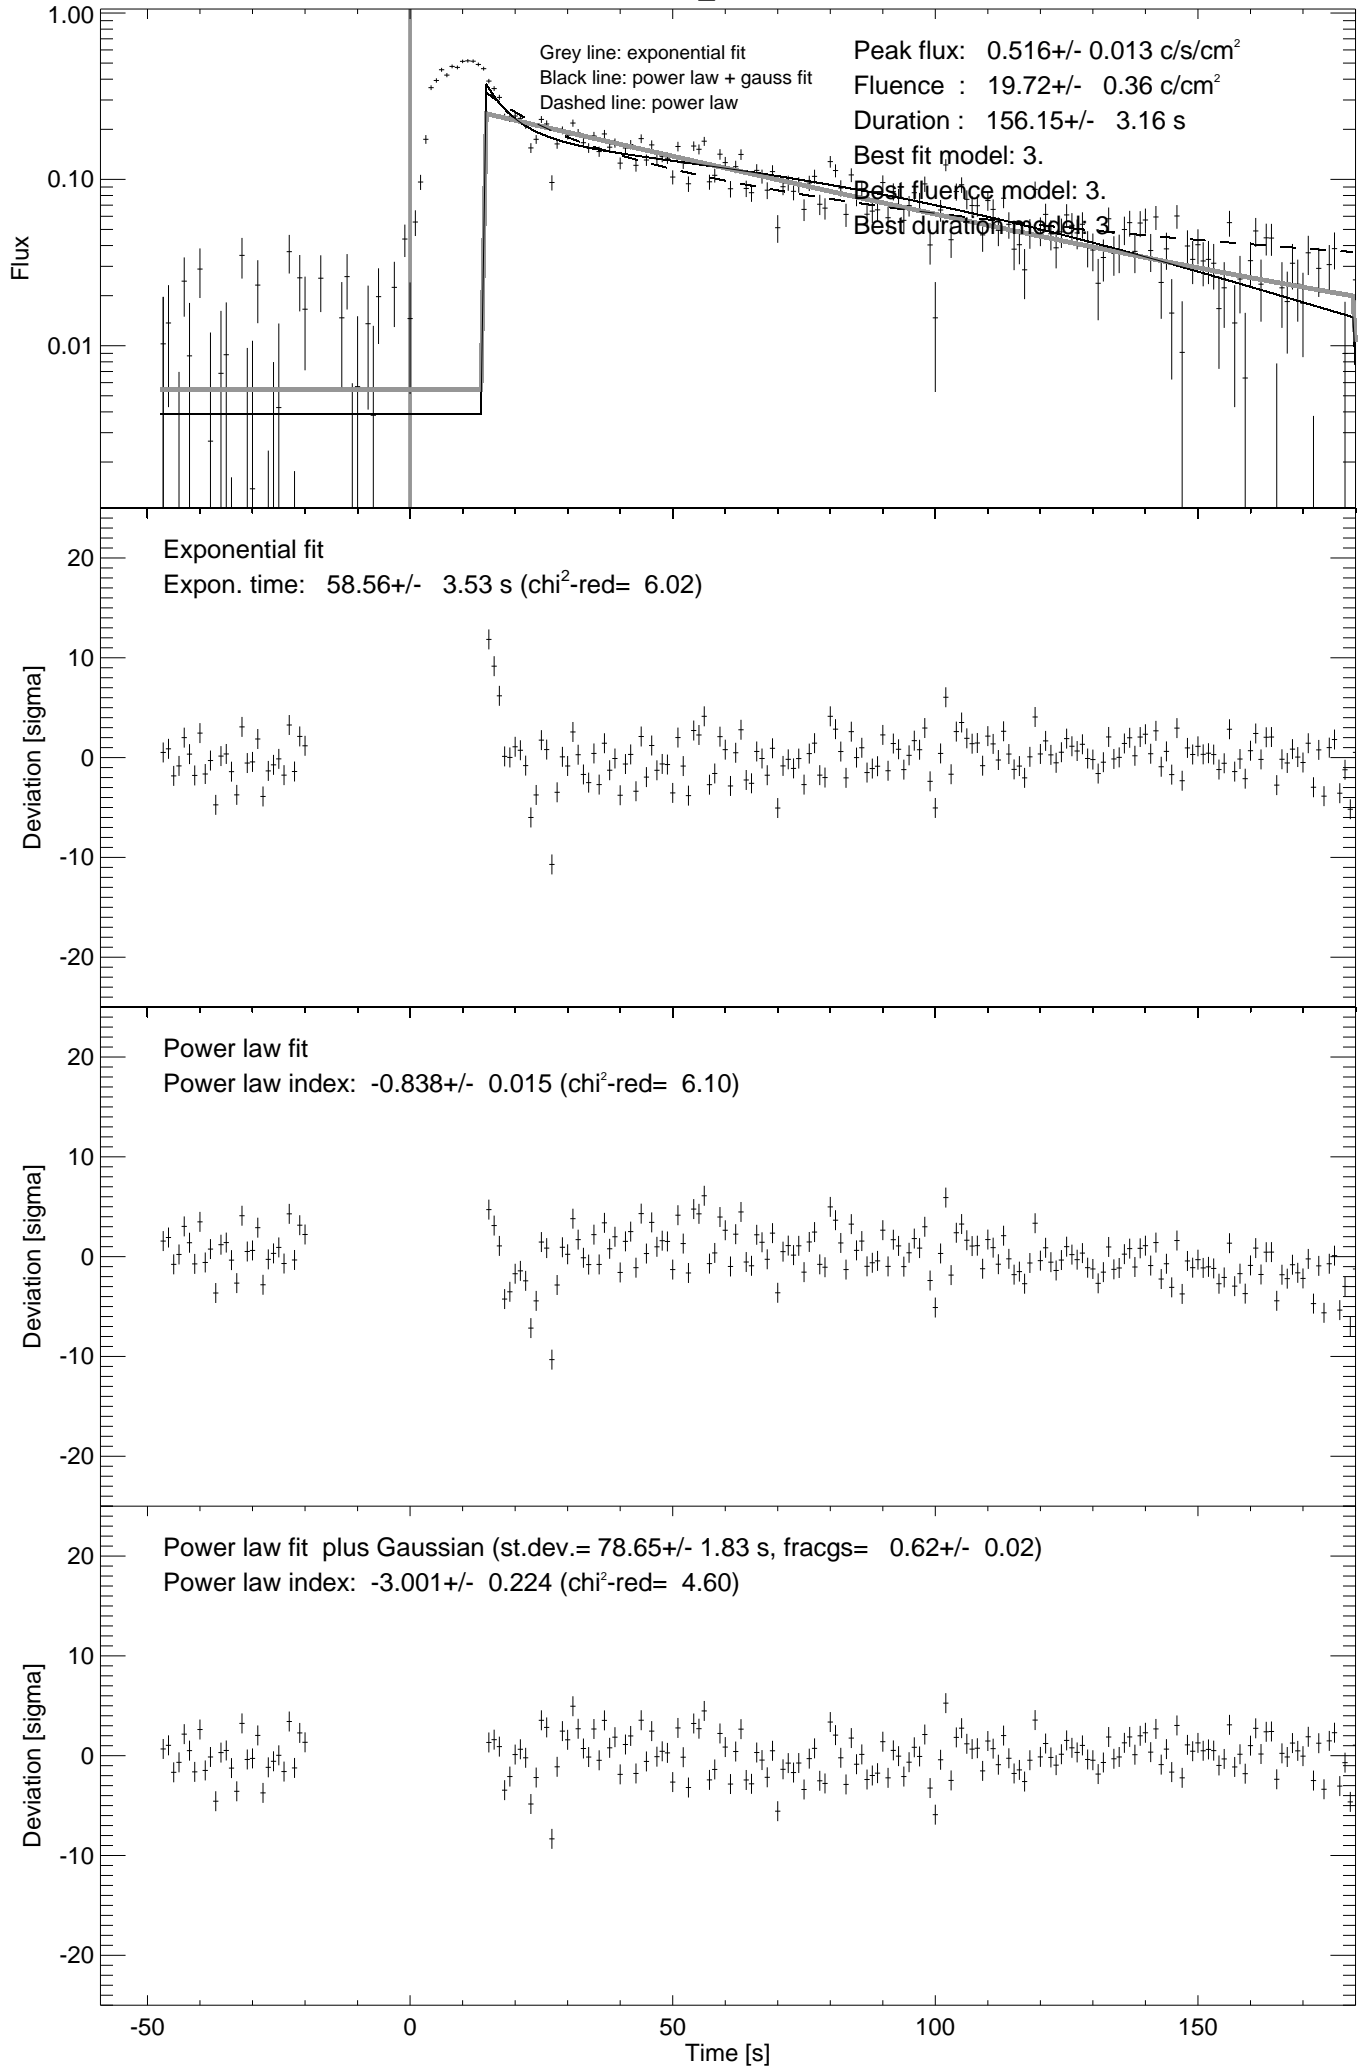 1.00
Grey line: exponential fit
Black line: power law + gauss fit
Dashed line: power law
Peak flux: 0.516+/- 0.013 c/s/cm²
Fluence : 19.72+/- 0.36 c/cm²
Duration : 156.15+/- 3.16 s
Best fit model: 3.
0.10
Best fluence model: 3.
Best duration model: 3.
Flux
0.01
Exponential fit
Expon. time: 58.56+/- 3.53 s (chi²-red= 6.02)
20
10
0
-10
-20
Deviation [sigma]
Power law fit
Power law index: -0.838+/- 0.015 (chi²-red= 6.10)
20
10
0
-10
-20
Deviation [sigma]
Power law fit plus Gaussian (st.dev.= 78.65+/- 1.83 s, fracgs= 0.62+/- 0.02)
Power law index: -3.001+/- 0.224 (chi²-red= 4.60)
20
10
0
-10
-20
Deviation [sigma]
-50 0 50 100 150
Time [s]